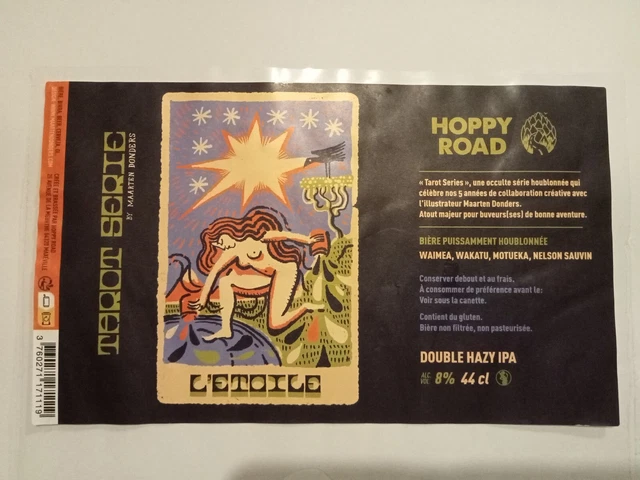 TAROT SERIE
BY MAARTEN DONDERS
L'ETOILE
HOPPY
ROAD
« Tarot Series », une occulte série houblonnée qui
célèbre nos 5 années de collaboration créative avec
l'illustrateur Maarten Donders.
Atout majeur pour buveurs(ses) de bonne aventure.
BIÈRE PUISSAMMENT HOUBLONNÉE
WAIMEA, WAKATU, MOTUEKA, NELSON SAUVIN
Conserver debout et au frais.
À consommer de préférence avant le:
Voir sous la canette.
Contient du gluten.
Bière non filtrée, non pasteurisée.
DOUBLE HAZY IPA
ALC.
VOL. 8% 44 cl
3 760271 171119